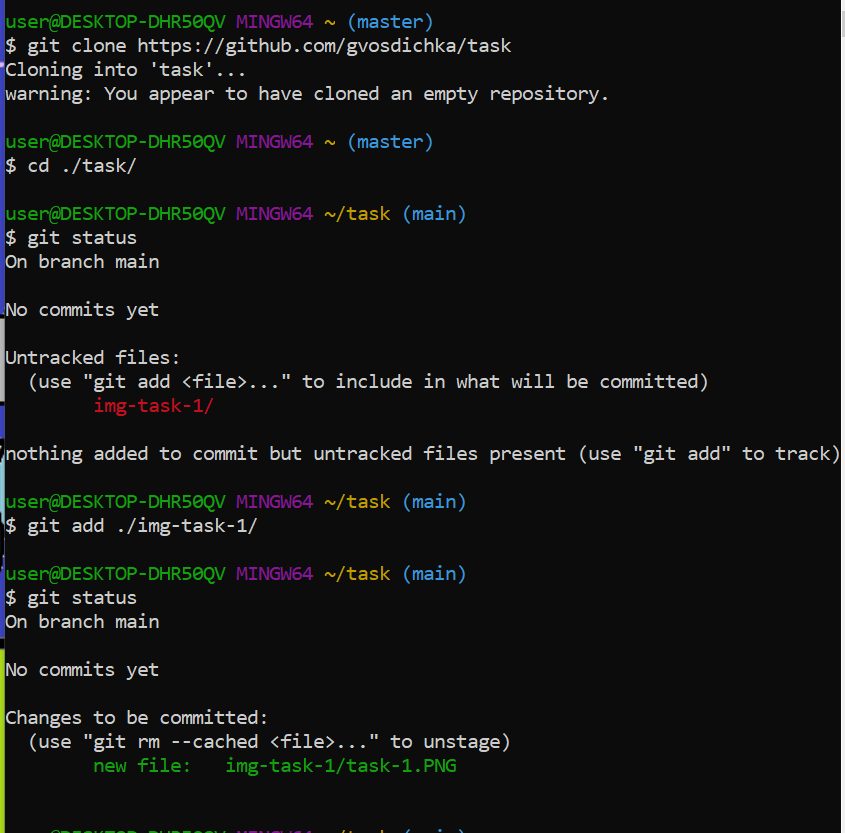 user@DESKTOP-DHR50QV MINGW64 ~ (master)
$ git clone https://github.com/gvosdichka/task
Cloning into 'task'...
warning: You appear to have cloned an empty repository.
user@DESKTOP-DHR50QV MINGW64 ~ (master)
$ cd ./task/
user@DESKTOP-DHR50QV MINGW64 ~/task (main)
$ git status
On branch main
No commits yet
Untracked files:
  (use "git add <file>..." to include in what will be committed)
        img-task-1/
nothing added to commit but untracked files present (use "git add" to track)
user@DESKTOP-DHR50QV MINGW64 ~/task (main)
$ git add ./img-task-1/
user@DESKTOP-DHR50QV MINGW64 ~/task (main)
$ git status
On branch main
No commits yet
Changes to be committed:
  (use "git rm --cached <file>..." to unstage)
        new file:   img-task-1/task-1.PNG